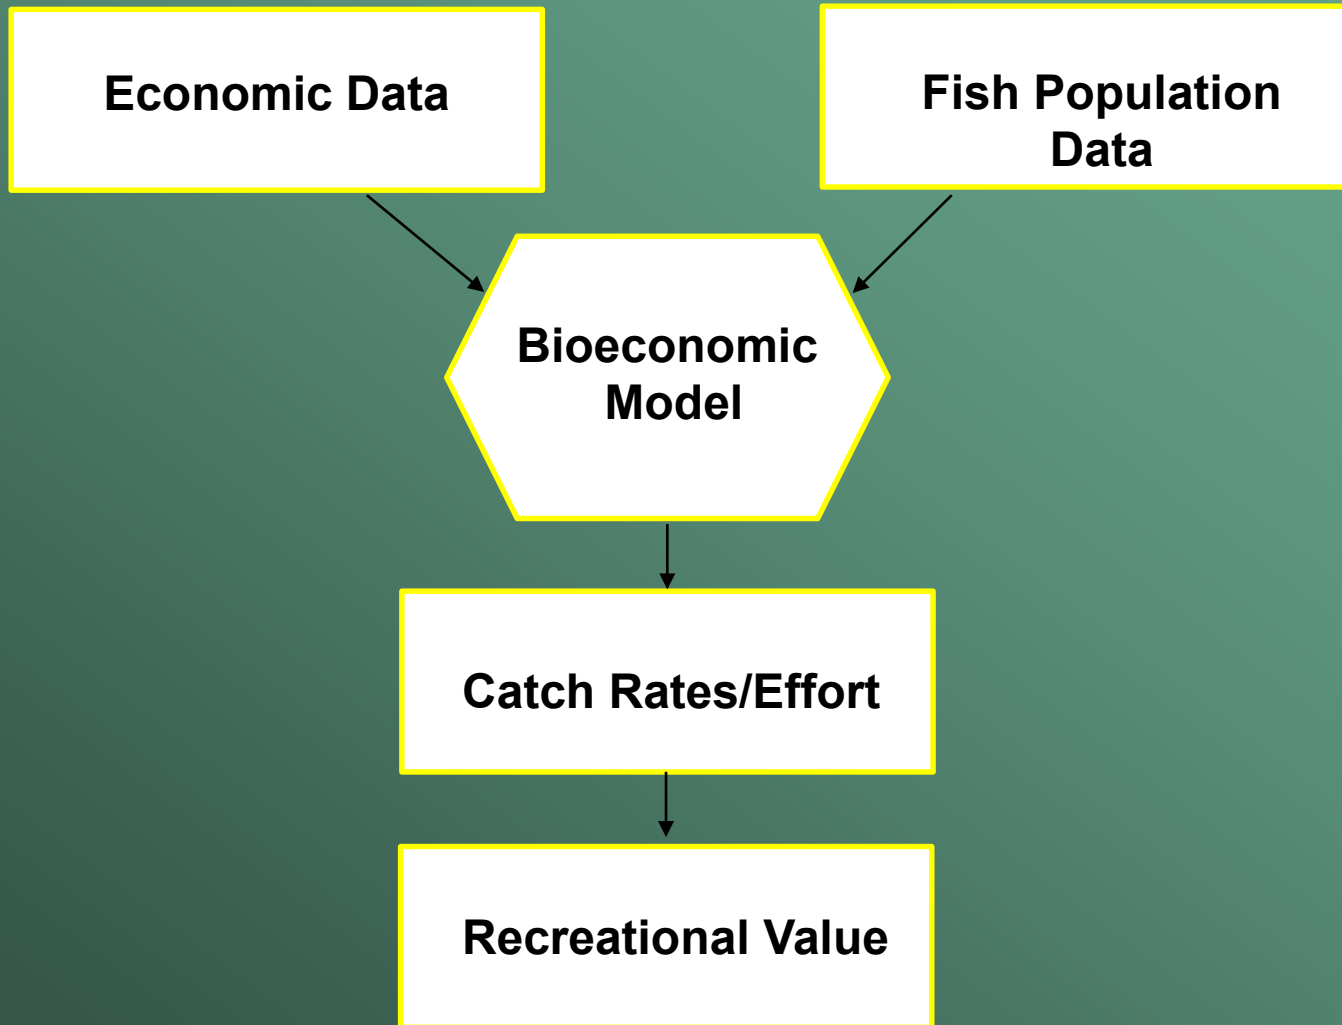 Economic Data
Fish Population
Data
Bioeconomic
Model
Catch Rates/Effort
Recreational Value